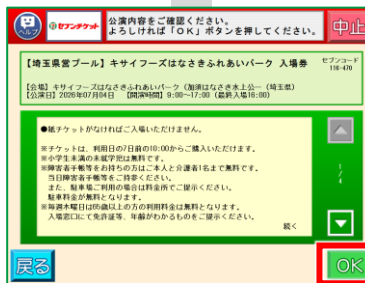 ヘルプ
セブンチケット
公演内容をご確認ください。
よろしければ「OK」ボタンを押してください。
中止
【埼玉県営プール】キサイフーズはなさきふれあいパーク 入場券
セブンコード
110-470
【会場】キサイフーズはなさきふれあいパーク（加須はなさき水上公…（埼玉県）
【公演日】2026年07月04日 【開演時間】9:00～17:00（最終入場16:00）
●紙チケットがなければご入場いただけません。
※チケットは、利用日の7日前の10:00からご購入いただけます。
※小学生未満の未就学児は無料です。
※障害者手帳等をお持ちの方はご本人と介護者1名まで無料です。
当日障害者手帳等をご持参ください。
また、駐車場ご利用の場合は料金所でご提示ください。
駐車料金が無料となります。
※毎週木曜日は65歳以上の方の利用料金は無料となります。
入場窓口にて免許証等、年齢がわかるものをご提示ください。
続く
1/4
戻る
OK